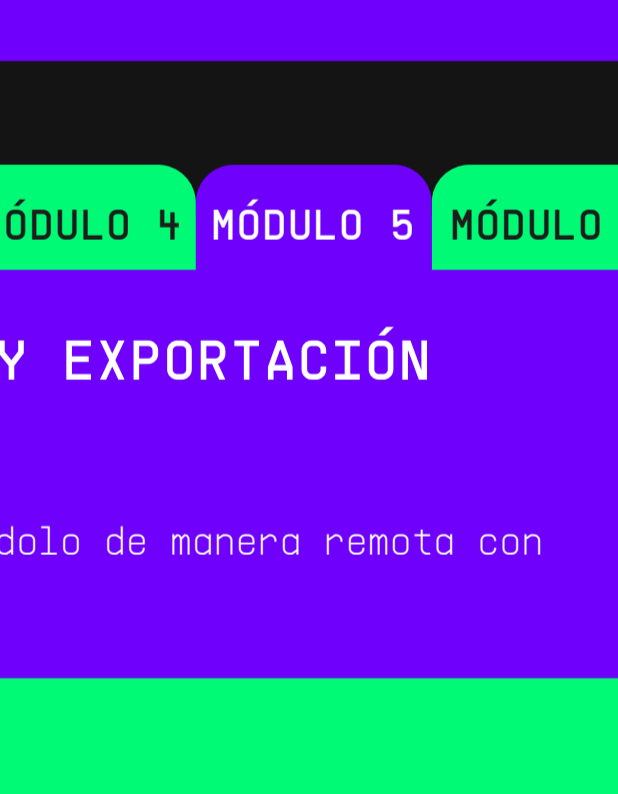 ÓDULO 4
MÓDULO 5
MÓDULO
Y EXPORTACIÓN
dolo de manera remota con